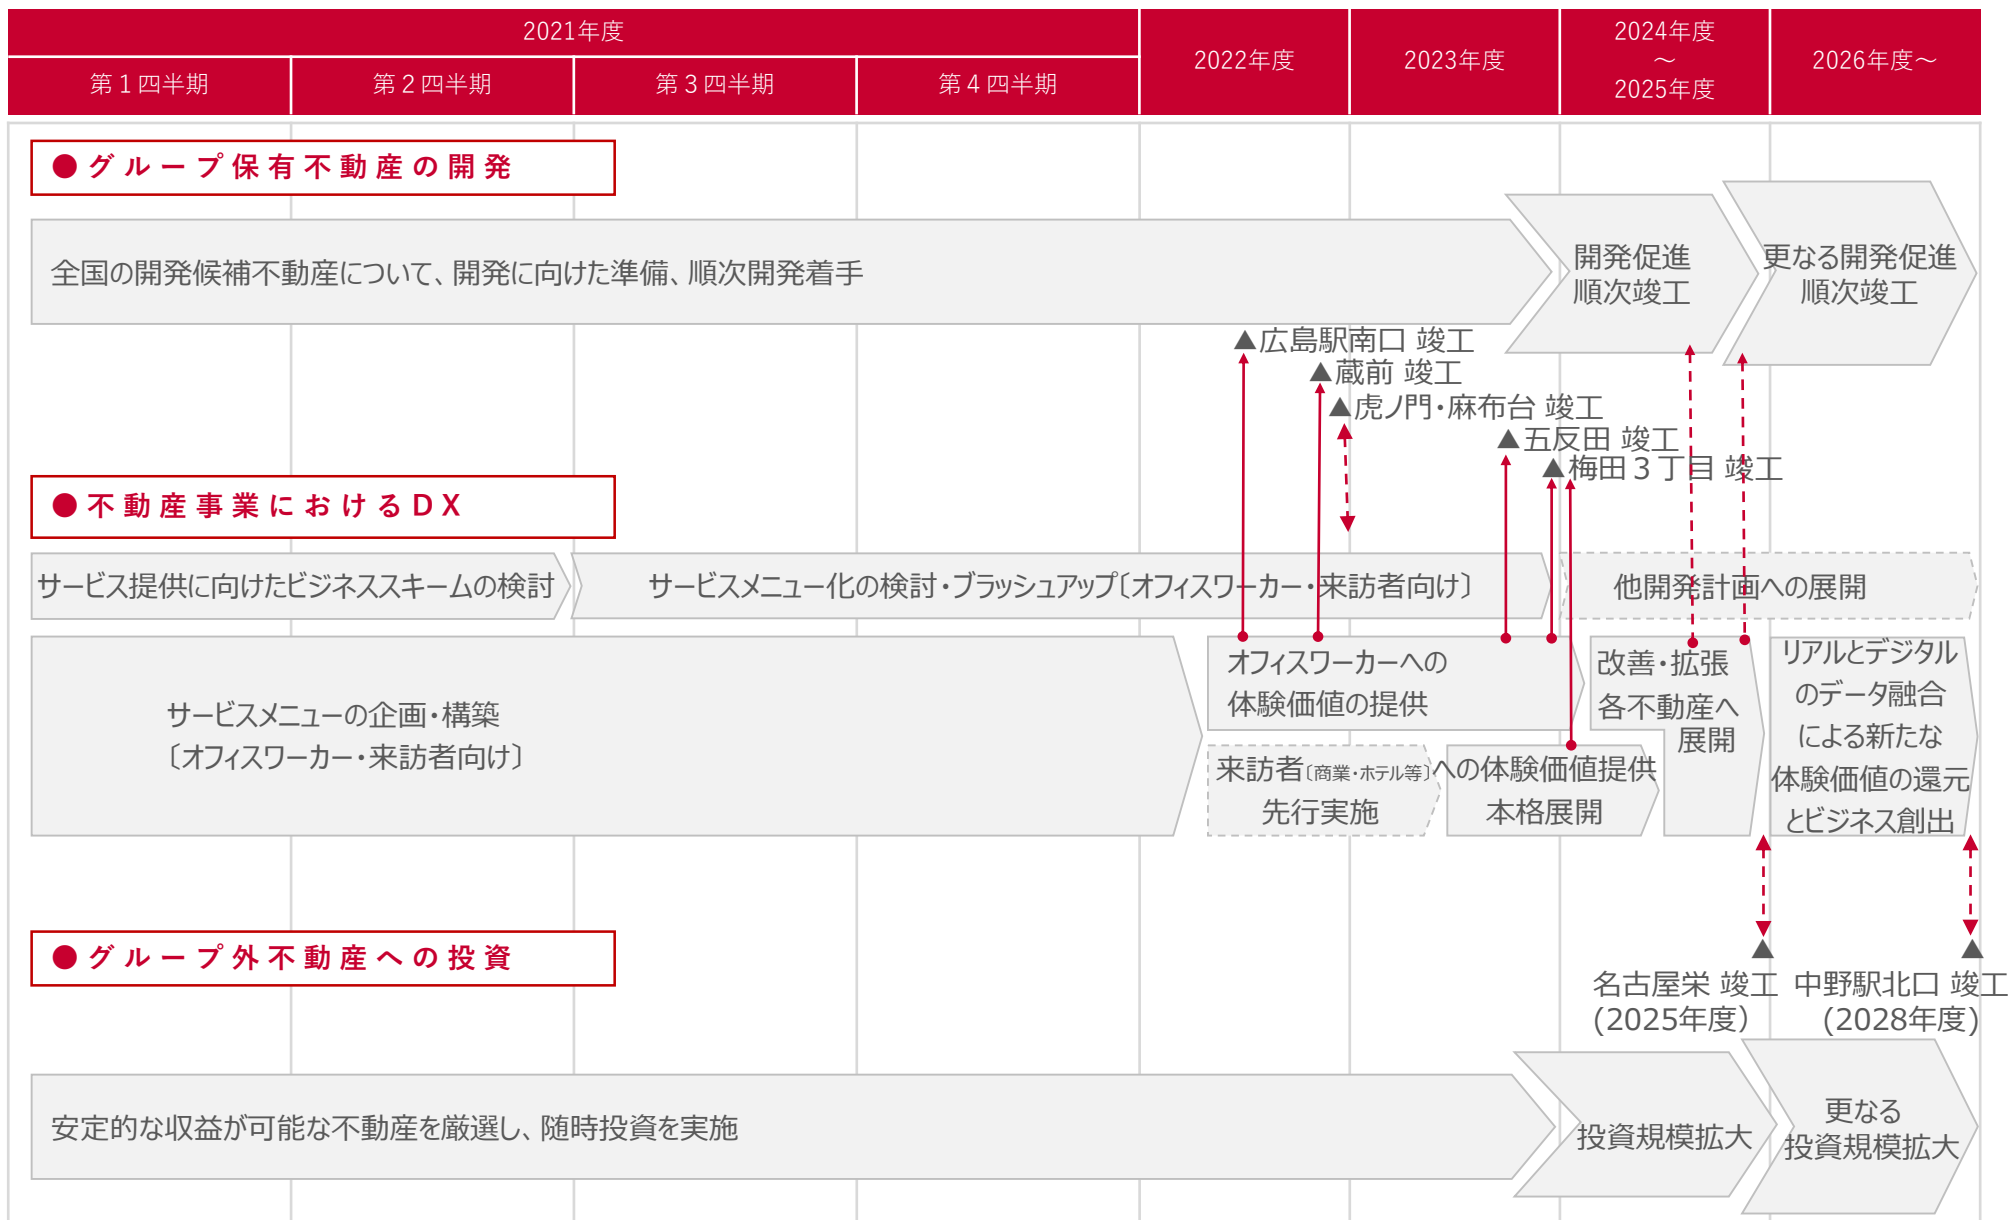 2021年度
2022年度
2023年度
2024年度
～
2025年度
2026年度～
第１四半期
第２四半期
第３四半期
第４四半期
●グループ保有不動産の開発
全国の開発候補不動産について、開発に向けた準備、順次開発着手
開発促進
順次竣工
更なる開発促進
順次竣工
▲広島駅南口 竣工
▲蔵前 竣工
▲虎ノ門・麻布台 竣工
▲五反田 竣工
▲梅田３丁目 竣工
●不動産事業におけるDX
サービス提供に向けたビジネススキームの検討
サービスメニュー化の検討・ブラッシュアップ〔オフィスワーカー・来訪者向け〕
他開発計画への展開
サービスメニューの企画・構築
〔オフィスワーカー・来訪者向け〕
オフィスワーカーへの
体験価値の提供
来訪者〔商業・ホテル等〕への体験価値提供
先行実施
本格展開
改善・拡張
各不動産へ
展開
リアルとデジタル
のデータ融合
による新たな
体験価値の還元
とビジネス創出
●グループ外不動産への投資
▲
名古屋栄 竣工
(2025年度）
▲
中野駅北口 竣工
(2028年度)
安定的な収益が可能な不動産を厳選し、随時投資を実施
投資規模拡大
更なる
投資規模拡大